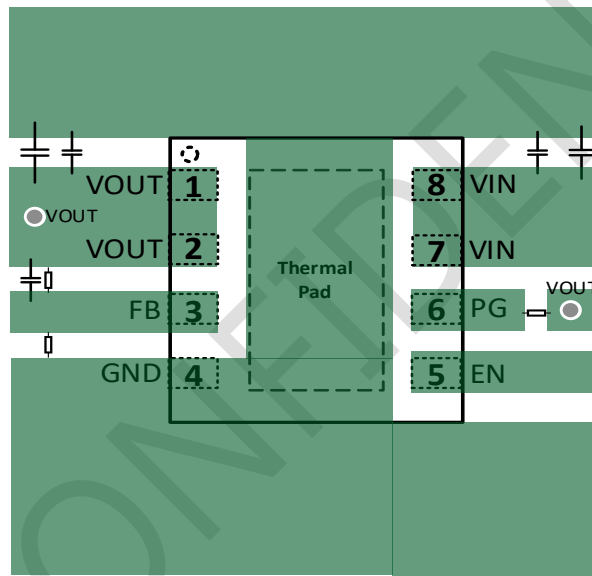 VOUT 1
8 VIN
VOUT
VOUT 2
7 VIN
Thermal
Pad
VOUT
FB 3
6 PG
GND 4
5 EN
ONFIDEN